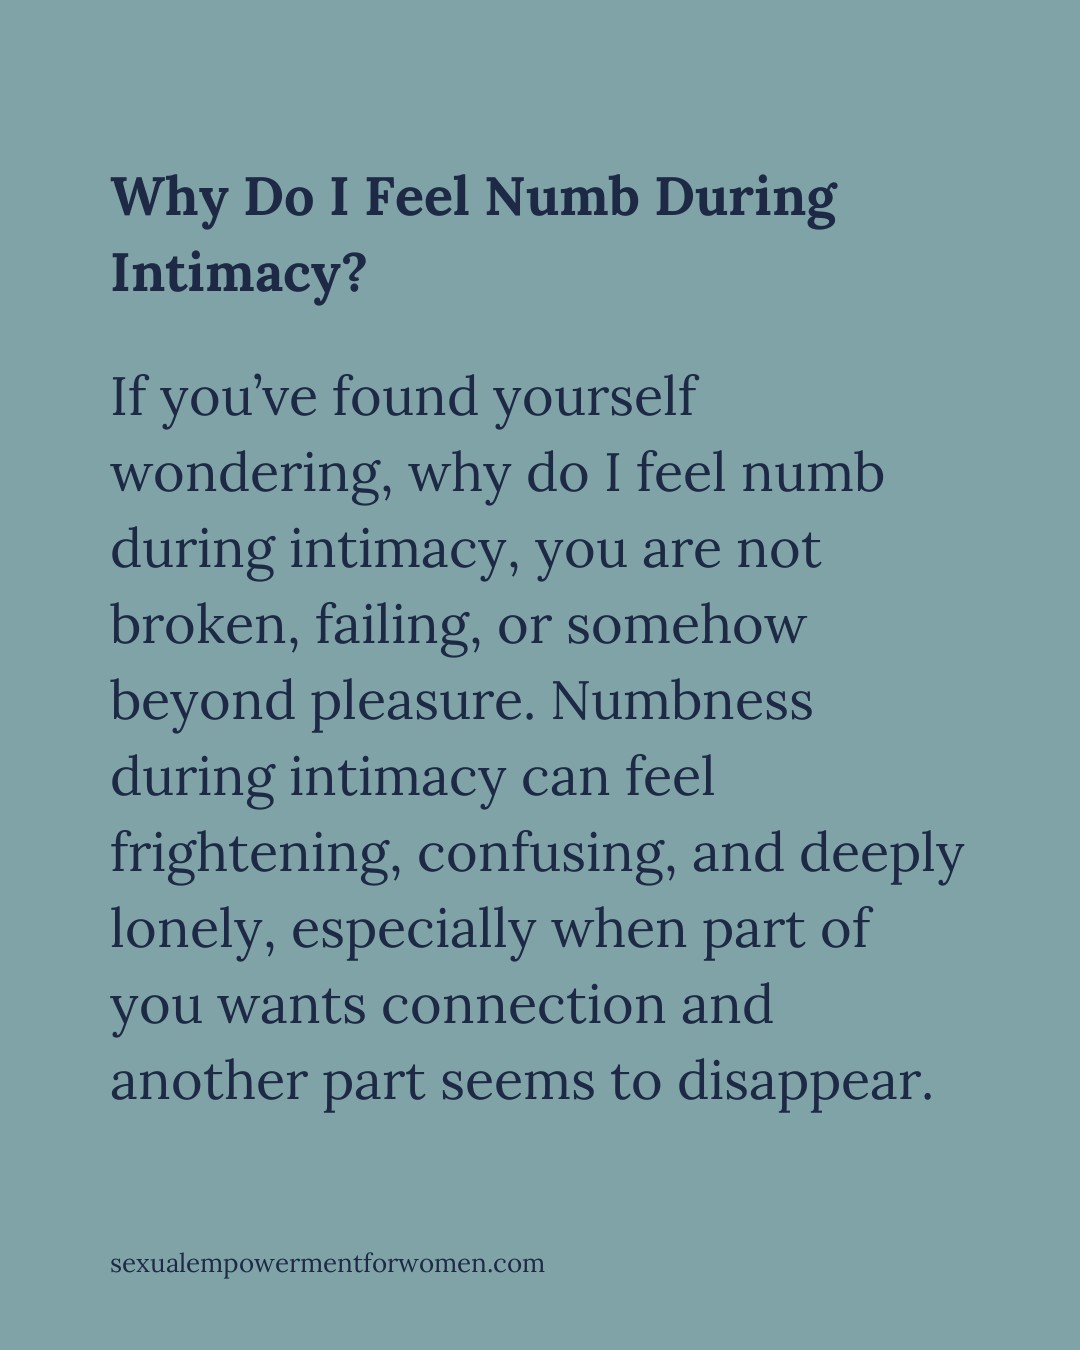 Why Do I Feel Numb During
Intimacy?
If you’ve found yourself
wondering, why do I feel numb
during intimacy, you are not
broken, failing, or somehow
beyond pleasure. Numbness
during intimacy can feel
frightening, confusing, and deeply
lonely, especially when part of
you wants connection and
another part seems to disappear.
sexualempowermentforwomen.com